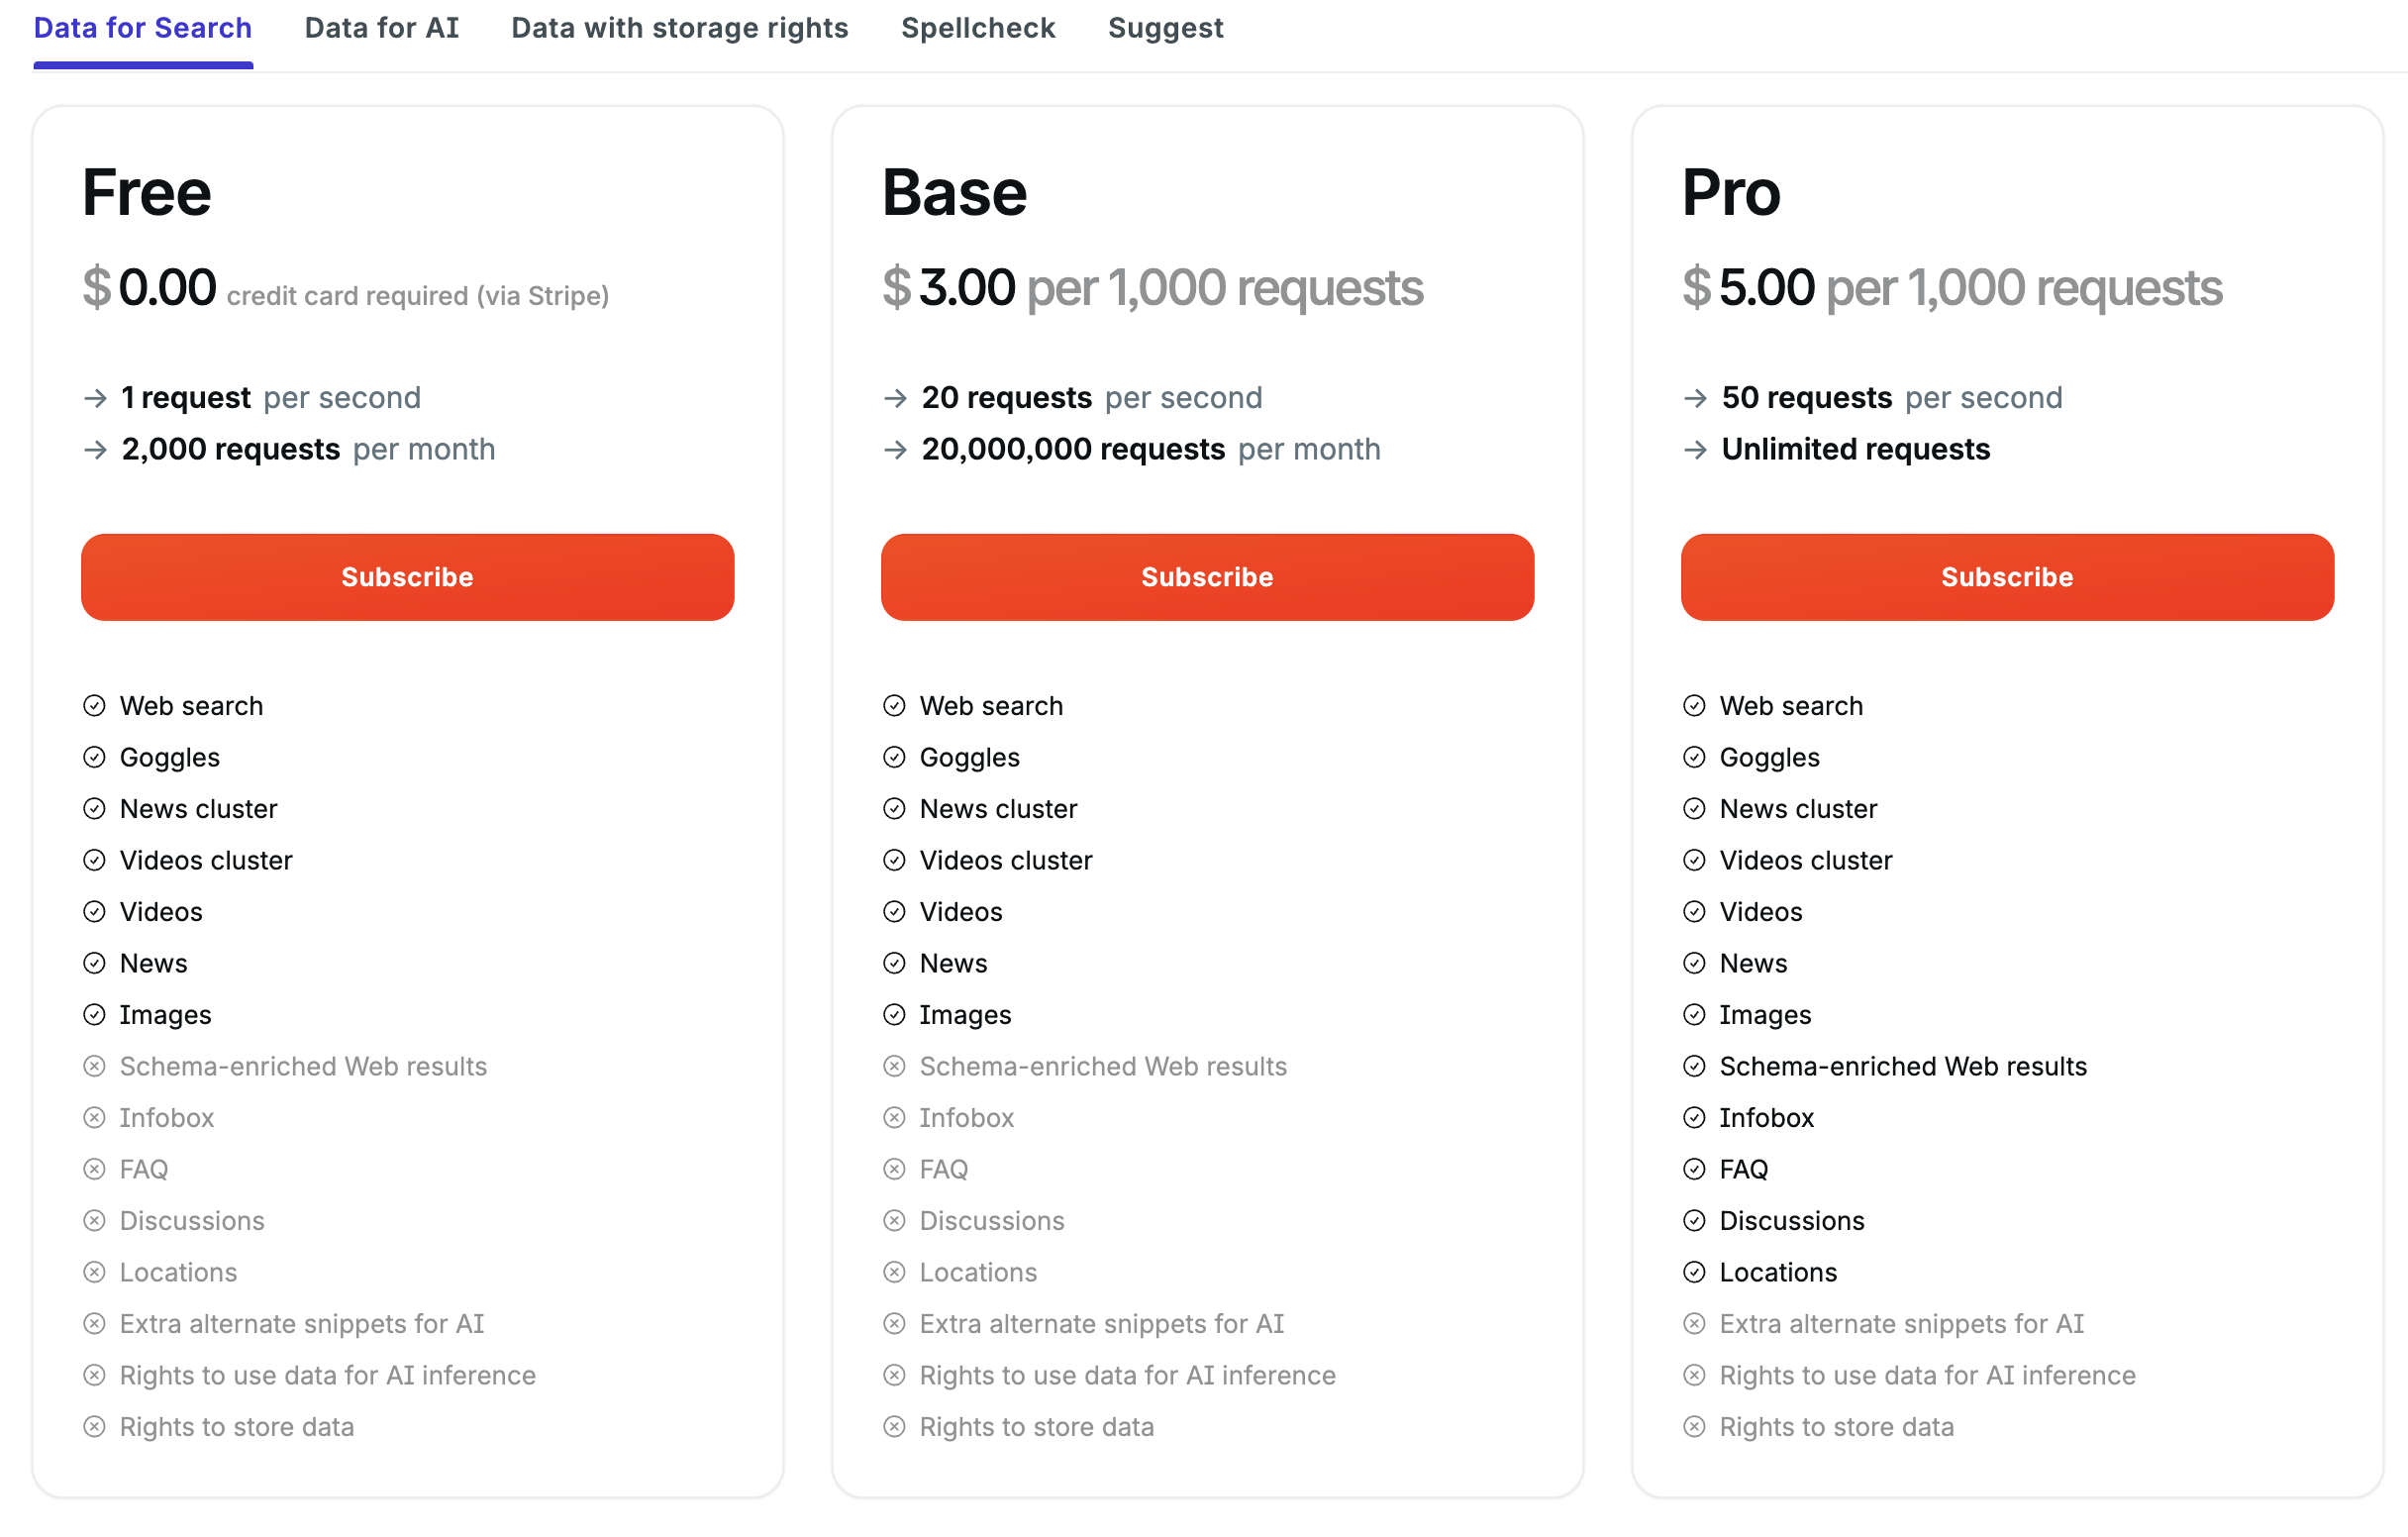 Data for Search Data for AI Data with storage rights Spellcheck Suggest
Free
$0.00 credit card required (via Stripe)
→ 1 request per second
→ 2,000 requests per month
Subscribe
Web search
Goggles
News cluster
Videos cluster
Videos
News
Images
Schema-enriched Web results
Infobox
FAQ
Discussions
Locations
Extra alternate snippets for AI
Rights to use data for AI inference
Rights to store data
Base
$3.00 per 1,000 requests
→ 20 requests per second
→ 20,000,000 requests per month
Subscribe
Web search
Goggles
News cluster
Videos cluster
Videos
News
Images
Schema-enriched Web results
Infobox
FAQ
Discussions
Locations
Extra alternate snippets for AI
Rights to use data for AI inference
Rights to store data
Pro
$5.00 per 1,000 requests
→ 50 requests per second
→ Unlimited requests
Subscribe
Web search
Goggles
News cluster
Videos cluster
Videos
News
Images
Schema-enriched Web results
Infobox
FAQ
Discussions
Locations
Extra alternate snippets for AI
Rights to use data for AI inference
Rights to store data